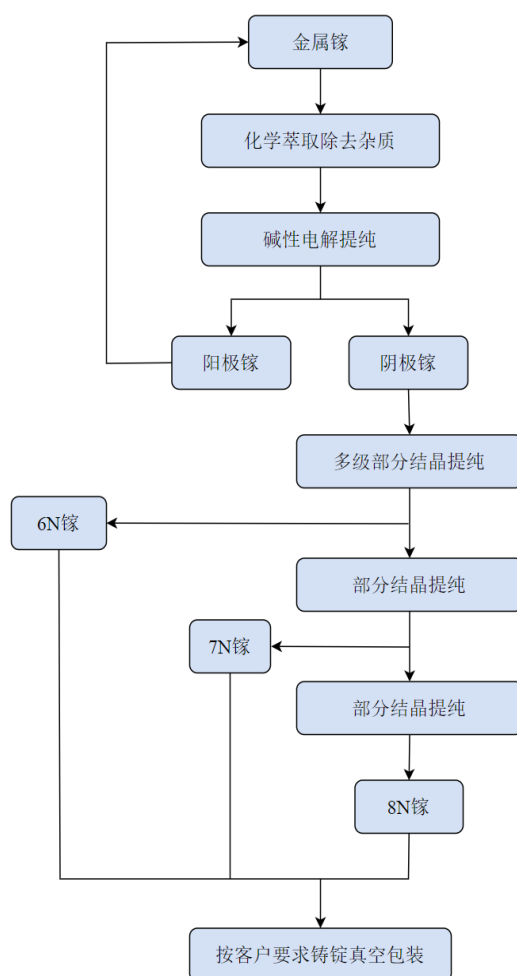 金属镓
化学萃取除去杂质
碱性电解提纯
阳极镓
阴极镓
多级部分结晶提纯
6N镓
部分结晶提纯
7N镓
部分结晶提纯
8N镓
按客户要求铸锭真空包装